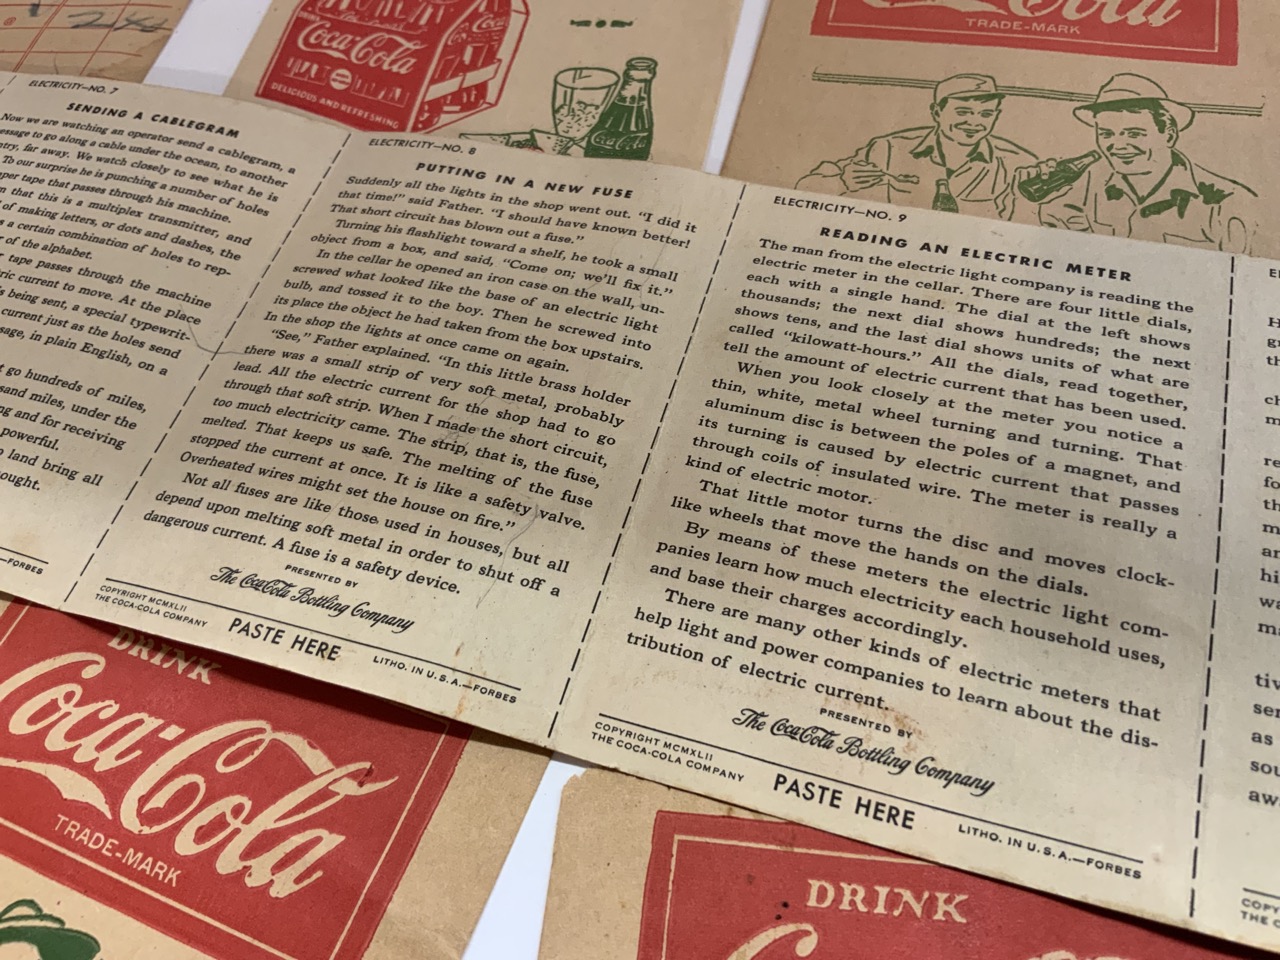 Coca-Cola
DELICIOUS AND REFRESHING
Coca-Cola
Cola
TRADE-MARK
ELECTRICITY—NO. 7
SENDING A CABLEGRAM
Now we are watching an operator send a cablegram, a
message to go along a cable under the ocean, to another
far away. We watch closely to see what he is
To our surprise he is punching a number of holes
tape that passes through his machine.
that this is a multiplex transmitter, and
of making letters, or dots and dashes, the
a certain combination of holes to rep-
of the alphabet.
tape passes through the machine
current to move. At the place
being sent, a special typewrit-
current just as the holes send
in plain English, on a
go hundreds of miles,
miles, under the
and for receiving
powerful.
land bring all
ELECTRICITY—NO. 8
PUTTING IN A NEW FUSE
Suddenly all the lights in the shop went out. “I did it
that time!” said Father. “I should have known better!
That short circuit has blown out a fuse.”
Turning his flashlight toward a shelf, he took a small
object from a box, and said, “Come on; we’ll fix it.”
In the cellar he opened an iron case on the wall, un-
screwed what looked like the base of an electric light
bulb, and tossed it to the boy. Then he screwed into
its place the object he had taken from the box upstairs.
In the shop the lights at once came on again.
“See,” Father explained. “In this little brass holder
there was a small strip of very soft metal, probably
lead. All the electric current for the shop had to go
through that soft strip. When I made the short circuit,
too much electricity came. The strip, that is, the fuse,
melted. That keeps us safe. The melting of the fuse
stopped the current at once. It is like a safety valve.
Overheated wires might set the house on fire.”
Not all fuses are like those used in houses, but all
depend upon melting soft metal in order to shut off a
dangerous current. A fuse is a safety device.
PRESENTED BY
The Coca-Cola Bottling Company
COPYRIGHT MCMXLII
THE COCA-COLA COMPANY
PASTE HERE
LITHO. IN U.S.A.—FORBES
ELECTRICITY—NO. 9
READING AN ELECTRIC METER
The man from the electric light company is reading the
electric meter in the cellar. There are four little dials,
each with a single hand. The dial at the left shows
thousands; the next dial shows hundreds; the next
shows tens, and the last dial shows units of what are
called “kilowatt-hours.” All the dials, read together,
tell the amount of electric current that has been used.
When you look closely at the meter you notice a
thin, white, metal wheel turning and turning. That
aluminum disc is between the poles of a magnet, and
its turning is caused by electric current that passes
through coils of insulated wire. The meter is really a
kind of electric motor.
That little motor turns the disc and moves clock-
like wheels that move the hands on the dials.
By means of these meters the electric light com-
panies learn how much electricity each household uses,
and base their charges accordingly.
There are many other kinds of electric meters that
help light and power companies to learn about the dis-
tribution of electric current.
PRESENTED BY
The Coca-Cola Bottling Company
COPYRIGHT MCMXLII
THE COCA-COLA COMPANY
PASTE HERE
LITHO. IN U.S.A.—FORBES
FORBES
DRINK
Coca-Cola
TRADE-MARK
DRINK